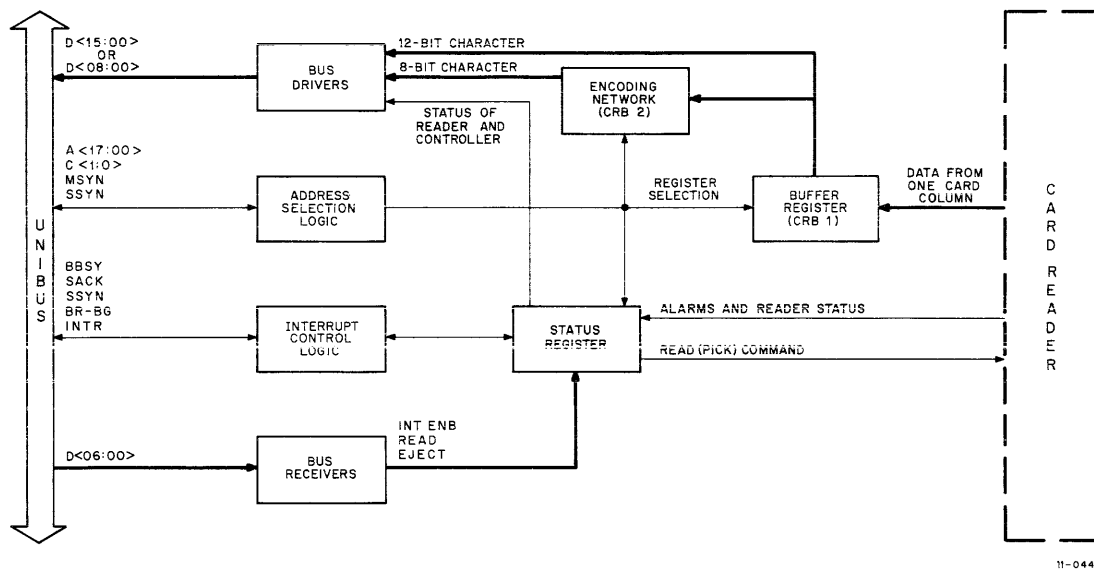 D<15:00>
OR
D<08:00>
BUS
DRIVERS
12-BIT CHARACTER
8-BIT CHARACTER
ENCODING
NETWORK
(CRB 2)
STATUS OF
READER AND
CONTROLLER
A <17:00>
C <1:0>
MSYN
SSYN
ADDRESS
SELECTION
LOGIC
REGISTER
SELECTION
BUFFER
REGISTER
(CRB 1)
DATA FROM
ONE CARD
COLUMN
UNIBUS
CARD READER
BBSY
SACK
SSYN
BR-BG
INTR
INTERRUPT
CONTROL
LOGIC
STATUS
REGISTER
ALARMS AND READER STATUS
READ (PICK) COMMAND
D<06:00>
BUS
RECEIVERS
INT ENB
READ
EJECT
11-044